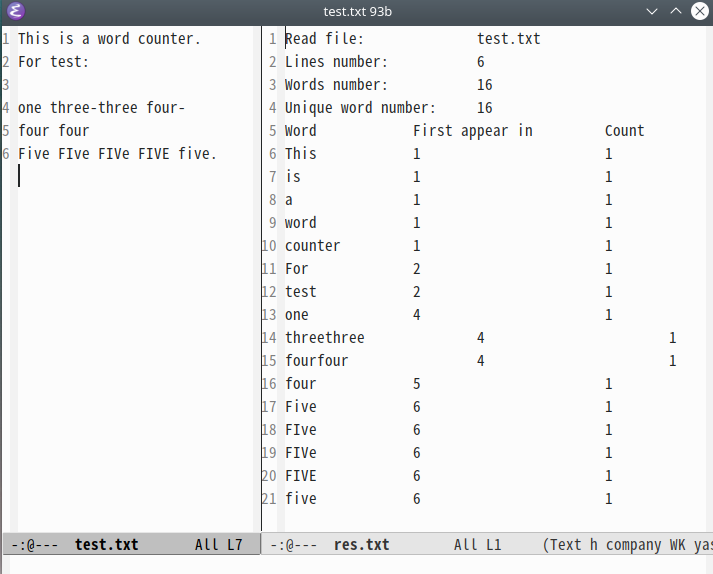 test.txt 93b
1 This is a word counter.
2 For test:
3
4 one three-three four-
5 four four
6 Five FIve FIVe FIVE five.
1 Read file: test.txt
2 Lines number: 6
3 Words number: 16
4 Unique word number: 16
5 Word First appear in Count
6 This 1 1
7 is 1 1
8 a 1 1
9 word 1 1
10 counter 1 1
11 For 2 1
12 test 2 1
13 one 4 1
14 threethree 4 1
15 fourfour 4 1
16 four 5 1
17 Five 6 1
18 FIve 6 1
19 FIVe 6 1
20 FIVE 6 1
21 five 6 1
-:@--- test.txt All L7
-:@--- res.txt All L1 (Text h company WK yas